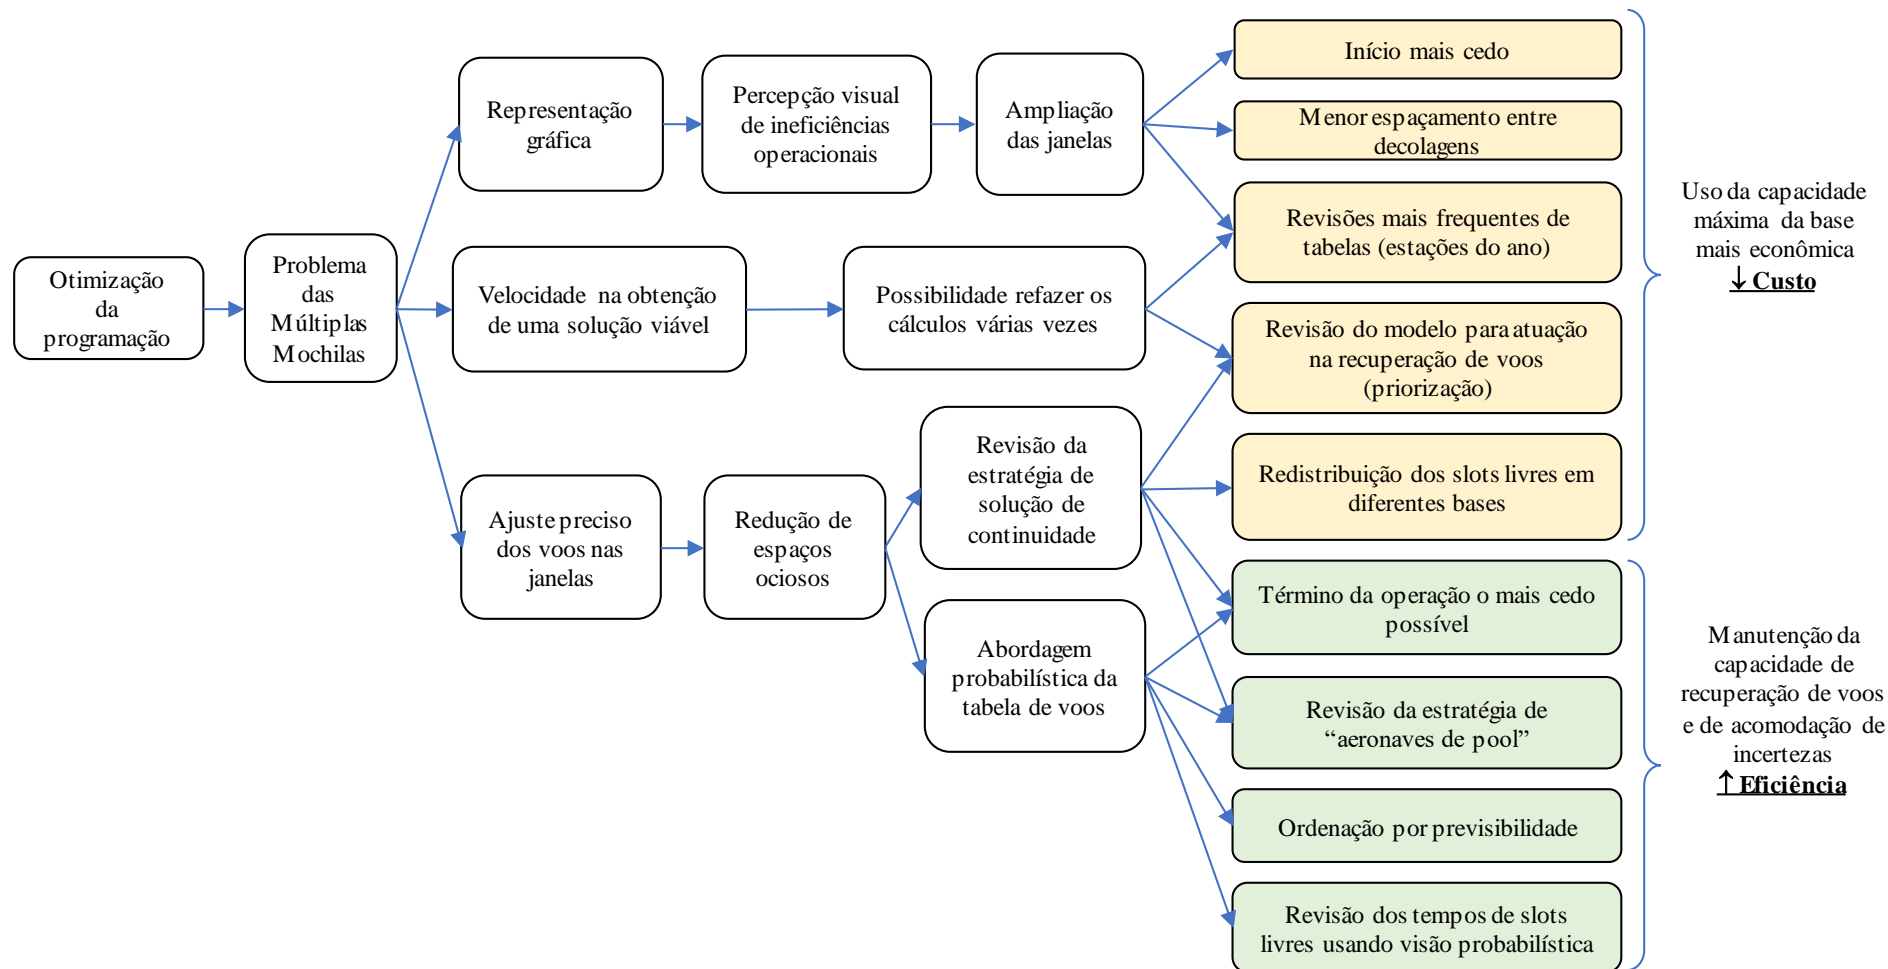 Otimização
da
programação
Problema
das
Múltiplas
Mochilas
Representação
gráfica
Percepção visual
de ineficiências
operacionais
Ampliação
das janelas
Velocidade na obtenção
de uma solução viável
Possibilidade refazer os
cálculos várias vezes
Ajuste preciso
dos voos nas
janelas
Redução de
espaços
ociosos
Revisão da
estratégia de
solução de
continuidade
Abordagem
probabilística da
tabela de voos
Início mais cedo
Menor espaçamento entre
decolagens
Revisões mais frequentes de
tabelas (estações do ano)
Revisão do modelo para atuação
na recuperação de voos
(priorização)
Redistribuição dos slots livres em
diferentes bases
Término da operação o mais cedo
possível
Revisão da estratégia de
“aeronaves de pool”
Ordenação por previsibilidade
Revisão dos tempos de slots
livres usando visão probabilística
Uso da capacidade
máxima da base
mais econômica
↓ Custo
Manutenção da
capacidade de
recuperação de voos
e de acomodação de
incertezas
↑ Eficiência